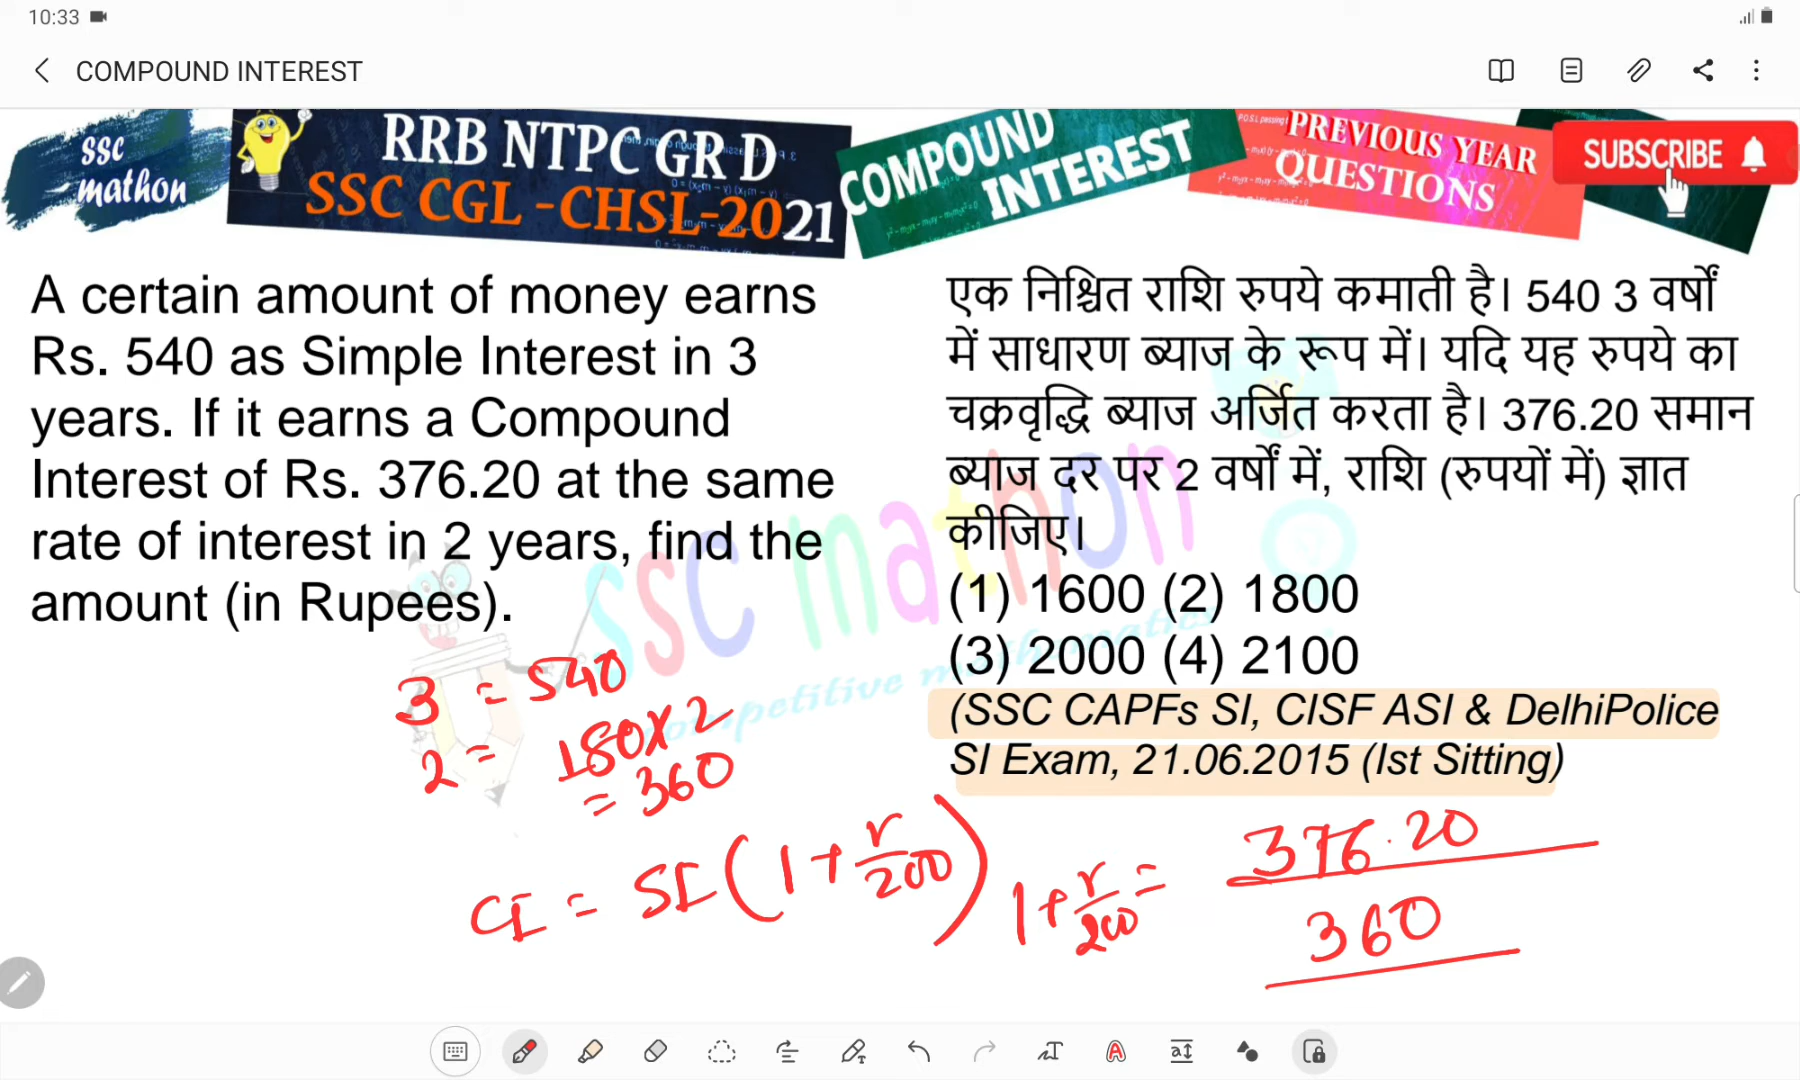 10:33
COMPOUND INTEREST
SSC
mathon
RRB NTPC GR D
SSC CGL -CHSL-2021
COMPOUND
INTEREST
PREVIOUS YEAR
QUESTIONS
SUBSCRIBE
A certain amount of money earns
Rs. 540 as Simple Interest in 3
years. If it earns a Compound
Interest of Rs. 376.20 at the same
rate of interest in 2 years, find the
amount (in Rupees).
एक निश्चित राशि रुपये कमाती है। 540 3 वर्षों
में साधारण ब्याज के रूप में। यदि यह रुपये का
चक्रवृद्धि ब्याज अर्जित करता है। 376.20 समान
ब्याज दर पर 2 वर्षों में, राशि (रुपयों में) ज्ञात
कीजिए।
(1) 1600 (2) 1800
(3) 2000 (4) 2100
(SSC CAPFs SI, CISF ASI & DelhiPolice
SI Exam, 21.06.2015 (Ist Sitting)
ssc mathon
competitive mathematics
3 = 540
2 = 180×2
= 360
CI = SI(1+r/200)
1+r/200 = 376.20/360